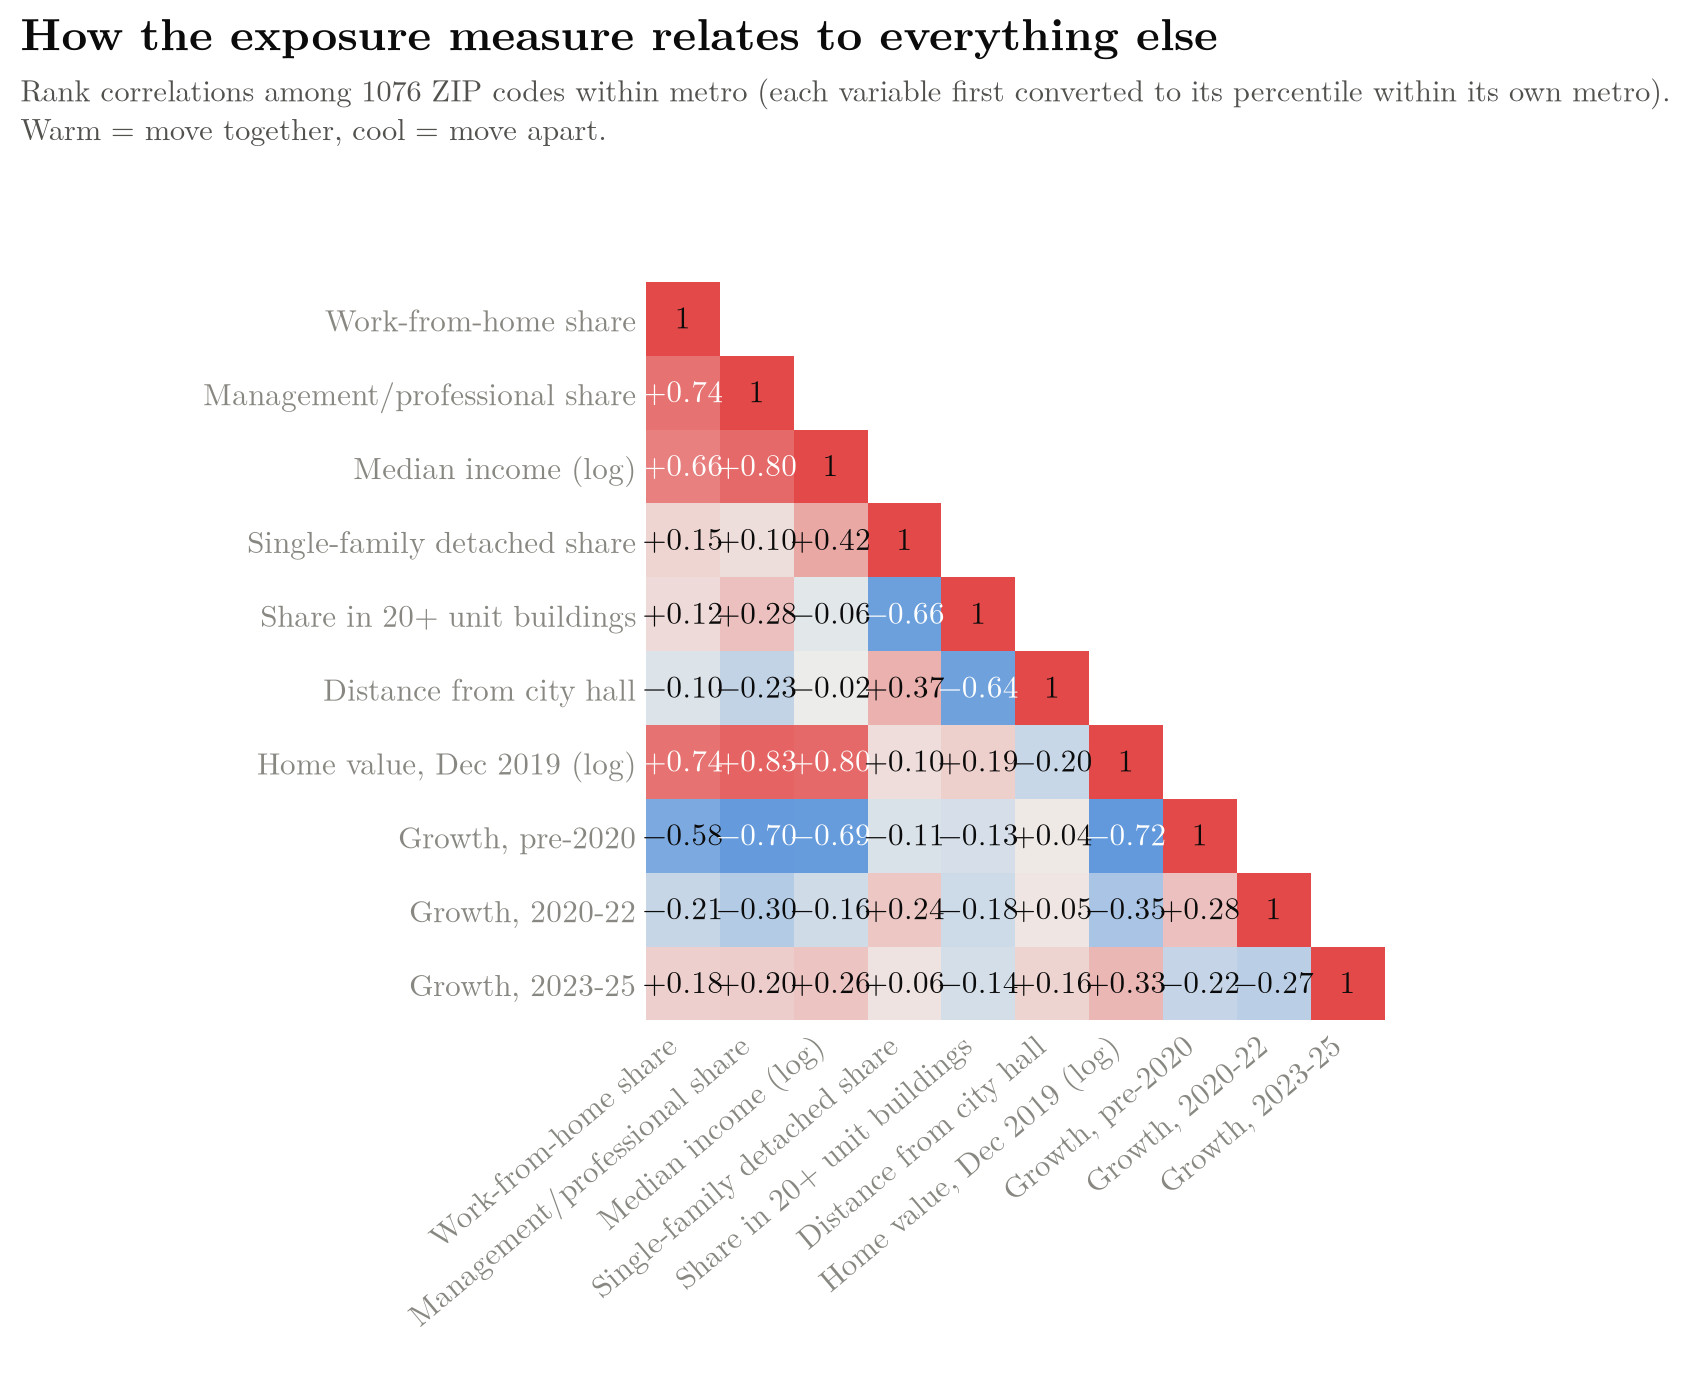 How the exposure measure relates to everything else
Rank correlations among 1076 ZIP codes within metro (each variable first converted to its percentile within its own metro).
Warm = move together, cool = move apart.
Work-from-home share 1
Management/professional share +0.74 1
Median income (log) +0.66 +0.80 1
Single-family detached share +0.15 +0.10 +0.42 1
Share in 20+ unit buildings +0.12 +0.28 −0.06 −0.66 1
Distance from city hall −0.10 −0.23 −0.02 +0.37 −0.64 1
Home value, Dec 2019 (log) +0.74 +0.83 +0.80 +0.10 +0.19 −0.20 1
Growth, pre-2020 −0.58 −0.70 −0.69 −0.11 −0.13 +0.04 −0.72 1
Growth, 2020-22 −0.21 −0.30 −0.16 +0.24 −0.18 +0.05 −0.35 +0.28 1
Growth, 2023-25 +0.18 +0.20 +0.26 +0.06 −0.14 +0.16 +0.33 −0.22 −0.27 1
Work-from-home share
Management/professional share
Median income (log)
Single-family detached share
Share in 20+ unit buildings
Distance from city hall
Home value, Dec 2019 (log)
Growth, pre-2020
Growth, 2020-22
Growth, 2023-25